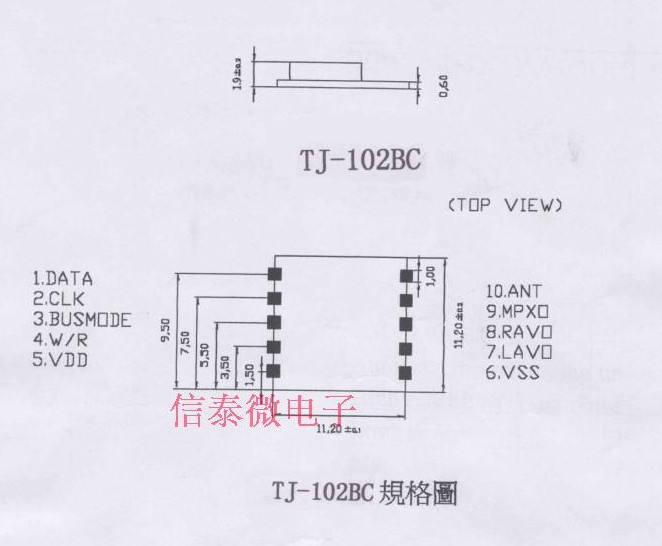 1.9±0.2
0.60
TJ-102BC
(TOP VIEW)
1.DATA
2.CLK
3.BUSMODE
4.W/R
5.VDD
9.50
7.50
5.50
3.50
1.50
1.00
11.20±0.2
10.ANT
9.MPXO
8.RAVO
7.LAVO
6.VSS
信泰微电子
11.20±0.1
TJ-102BC 規格圖